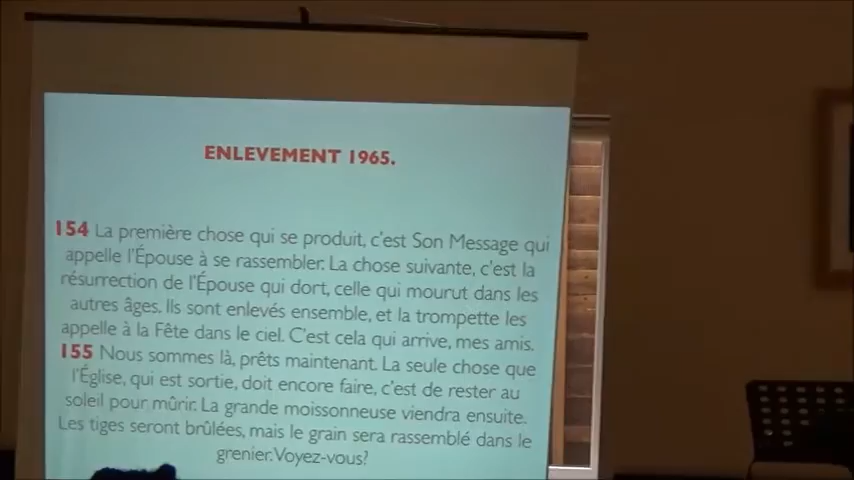 ENLEVEMENT 1965.
154 La première chose qui se produit, c'est Son Message qui
appelle l'Épouse à se rassembler. La chose suivante, c'est la
résurrection de l'Épouse qui dort, celle qui mourut dans les
autres âges. Ils sont enlevés ensemble, et la trompette les
appelle à la Fête dans le ciel. C'est cela qui arrive, mes amis.
155 Nous sommes là, prêts maintenant. La seule chose que
l'Église, qui est sortie, doit encore faire, c'est de rester au
soleil pour mûrir. La grande moissonneuse viendra ensuite.
Les tiges seront brûlées, mais le grain sera rassemblé dans le
grenier. Voyez-vous?